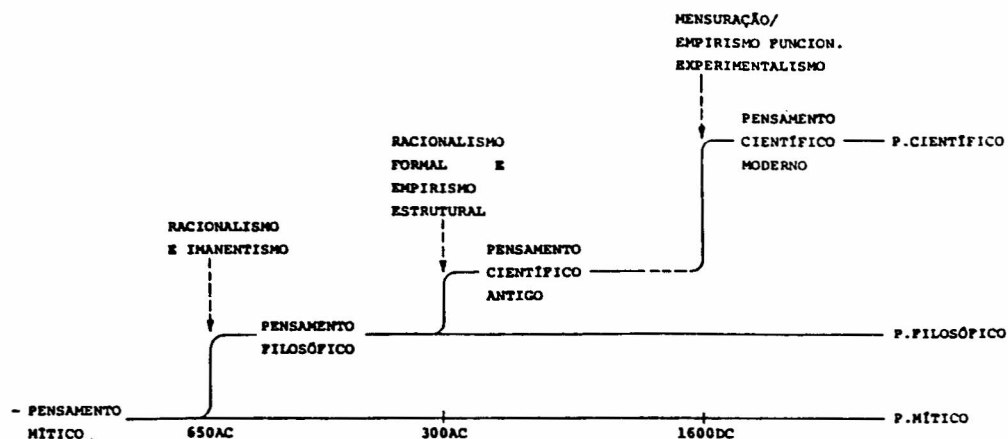 MENSURAÇÃO/
EMPIRISMO FUNCION.
EXPERIMENTALISMO
PENSAMENTO
CIENTÍFICO
MODERNO
P.CIENTÍFICO
RACIONALISMO
FORMAL E
EMPIRISMO
ESTRUTURAL
RACIONALISMO
E IMANENTISMO
PENSAMENTO
CIENTÍFICO
ANTIGO
PENSAMENTO
FILOSÓFICO
P.FILOSÓFICO
- PENSAMENTO
MÍTICO
650AC
300AC
1600DC
P.MÍTICO